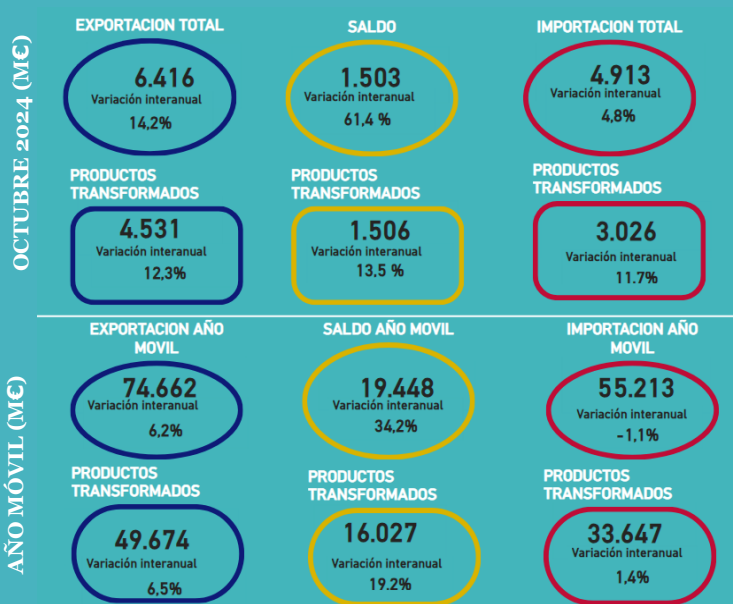 OCTUBRE 2024 (M€)
EXPORTACION TOTAL
6.416
Variación interanual
14,2%
SALDO
1.503
Variación interanual
61,4 %
IMPORTACION TOTAL
4.913
Variación interanual
4,8%
PRODUCTOS
TRANSFORMADOS
4.531
Variación interanual
12,3%
PRODUCTOS
TRANSFORMADOS
1.506
Variación interanual
13,5 %
PRODUCTOS
TRANSFORMADOS
3.026
Variación interanual
11.7%
AÑO MÓVIL (M€)
EXPORTACION AÑO
MOVIL
74.662
Variación interanual
6,2%
SALDO AÑO MOVIL
19.448
Variación interanual
34,2%
IMPORTACION AÑO
MOVIL
55.213
Variación interanual
-1,1%
PRODUCTOS
TRANSFORMADOS
49.674
Variación interanual
6,5%
PRODUCTOS
TRANSFORMADOS
16.027
Variación interanual
19.2%
PRODUCTOS
TRANSFORMADOS
33.647
Variación interanual
1,4%